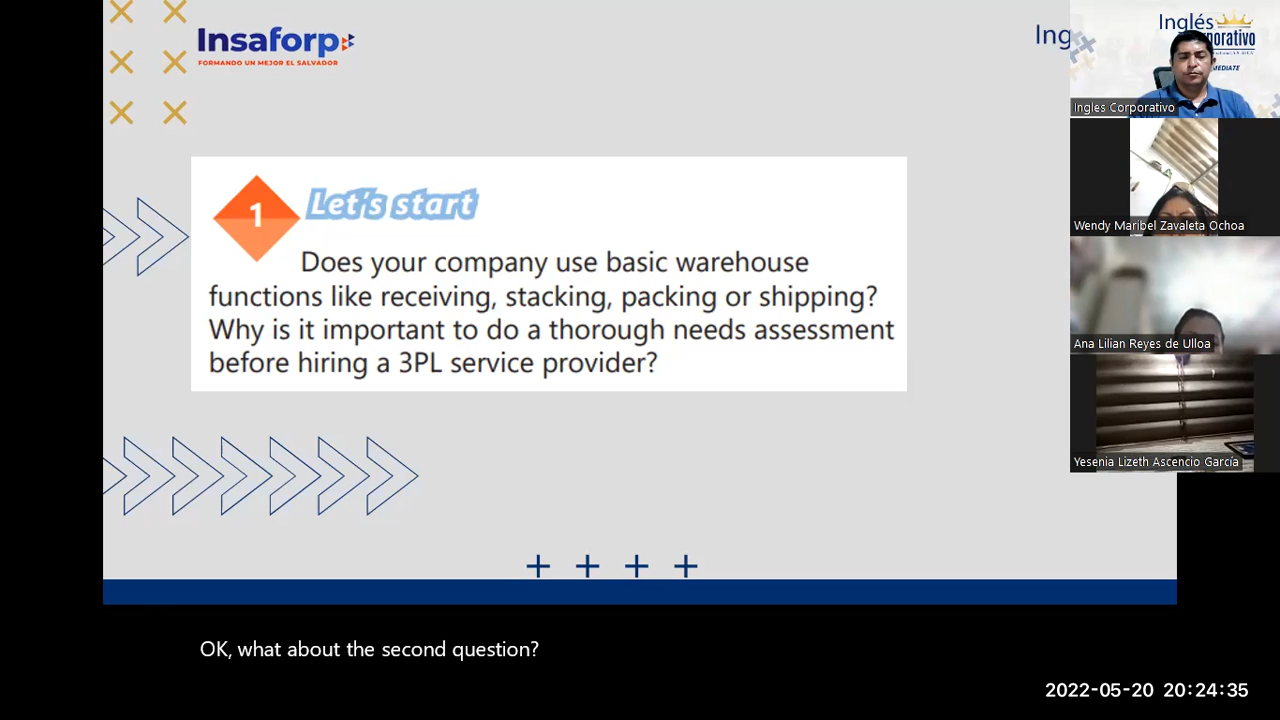 Insaforp
FORMANDO UN MEJOR EL SALVADOR
Ing
Inglés
Corporativo
MEDIATE
Ingles Corporativo
Wendy Maribel Zavaleta Ochoa
Ana Lilian Reyes de Ulloa
Yesenia Lizeth Ascencio García
1
Let's start
Does your company use basic warehouse
functions like receiving, stacking, packing or shipping?
Why is it important to do a thorough needs assessment
before hiring a 3PL service provider?
OK, what about the second question?
2022-05-20 20:24:35